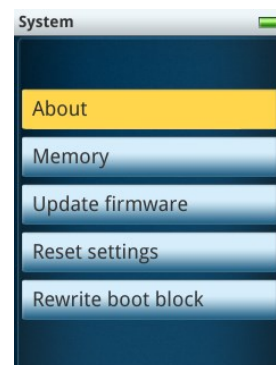 System
About
Memory
Update firmware
Reset settings
Rewrite boot block